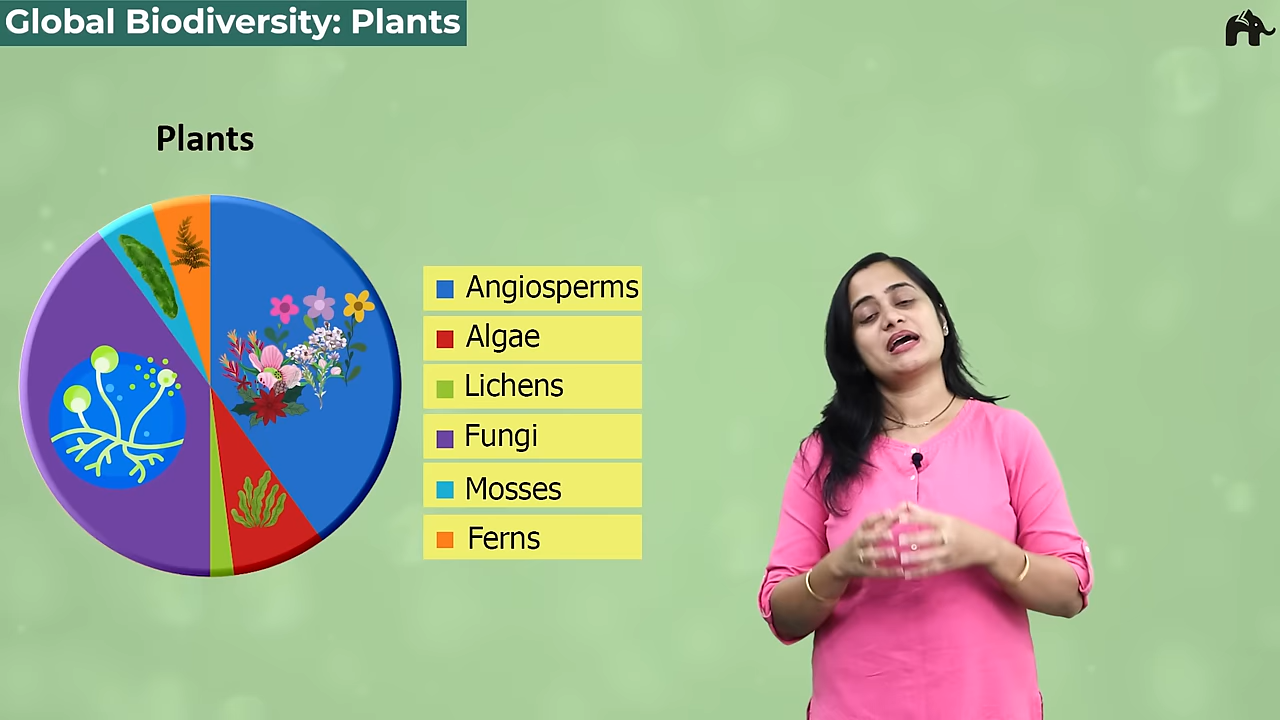 Global Biodiversity: Plants
Plants
Angiosperms
Algae
Lichens
Fungi
Mosses
Ferns